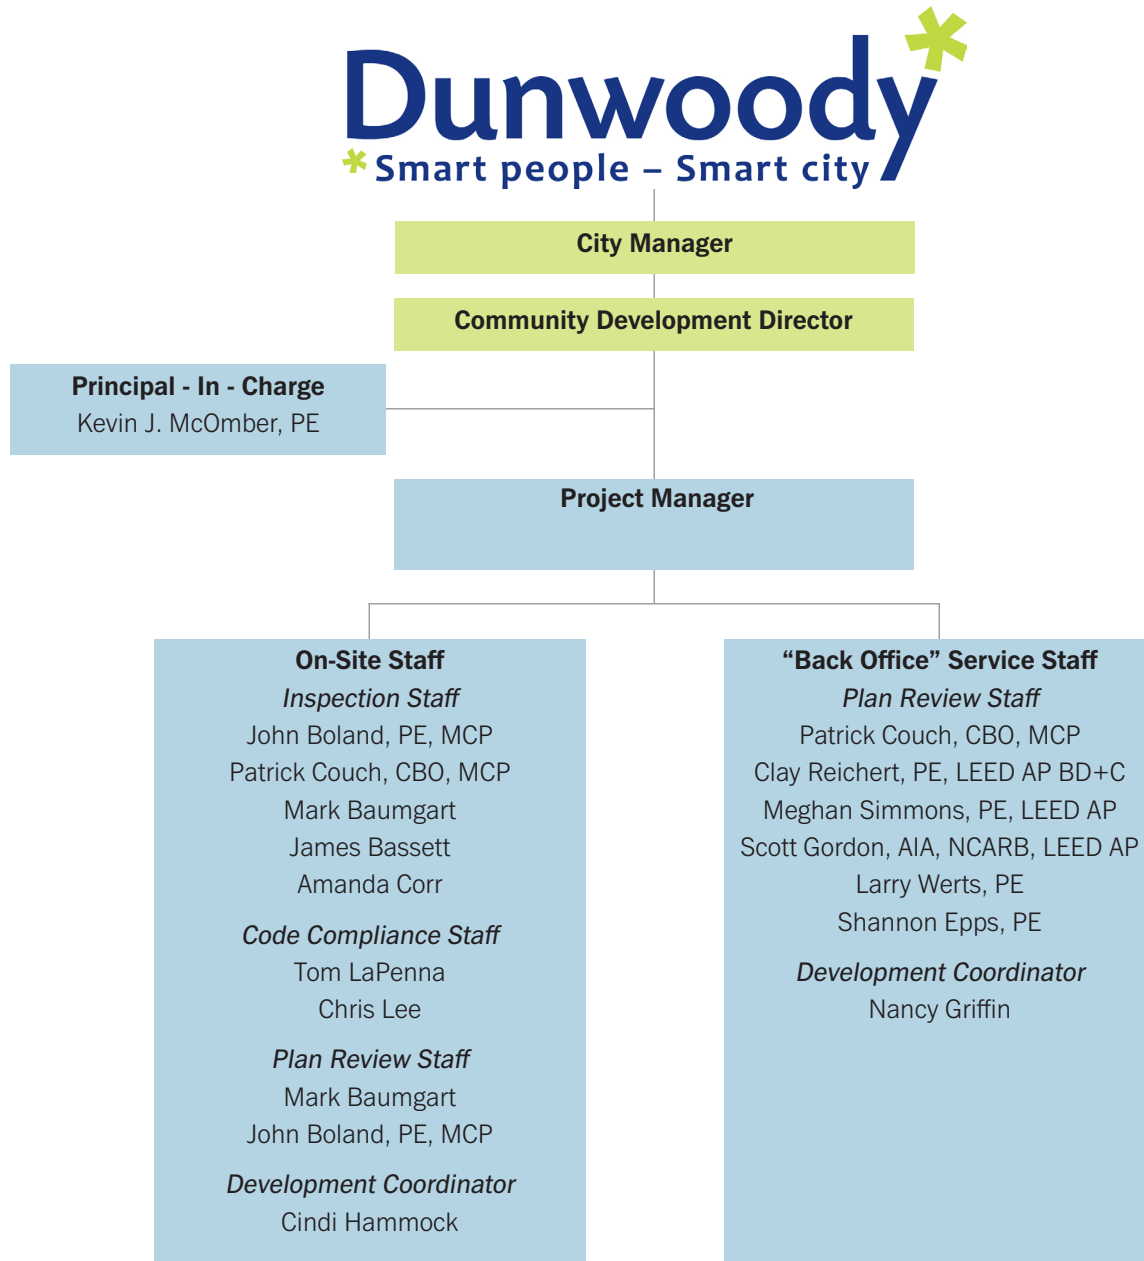 Dunwoody*
*Smart people – Smart city
City Manager
Community Development Director
Principal - In - Charge
Kevin J. McOmber, PE
Project Manager
On-Site Staff
Inspection Staff
John Boland, PE, MCP
Patrick Couch, CBO, MCP
Mark Baumgart
James Bassett
Amanda Corr
Code Compliance Staff
Tom LaPenna
Chris Lee
Plan Review Staff
Mark Baumgart
John Boland, PE, MCP
Development Coordinator
Cindi Hammock
“Back Office” Service Staff
Plan Review Staff
Patrick Couch, CBO, MCP
Clay Reichert, PE, LEED AP BD+C
Meghan Simmons, PE, LEED AP
Scott Gordon, AIA, NCARB, LEED AP
Larry Werts, PE
Shannon Epps, PE
Development Coordinator
Nancy Griffin